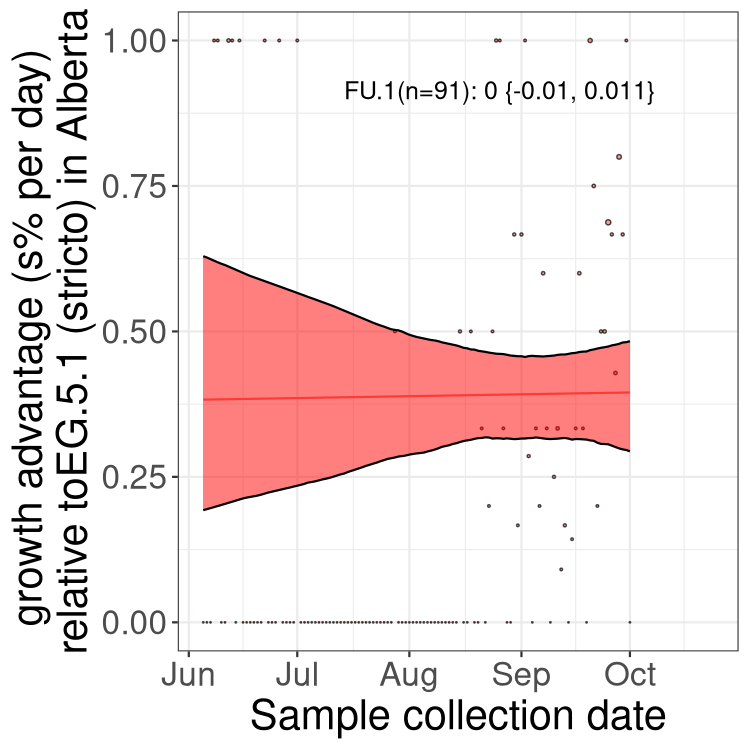 growth advantage (s% per day)
relative toEG.5.1 (stricto) in Alberta
1.00
0.75
0.50
0.25
0.00
FU.1(n=91): 0 {-0.01, 0.011}
Jun Jul Aug Sep Oct
Sample collection date